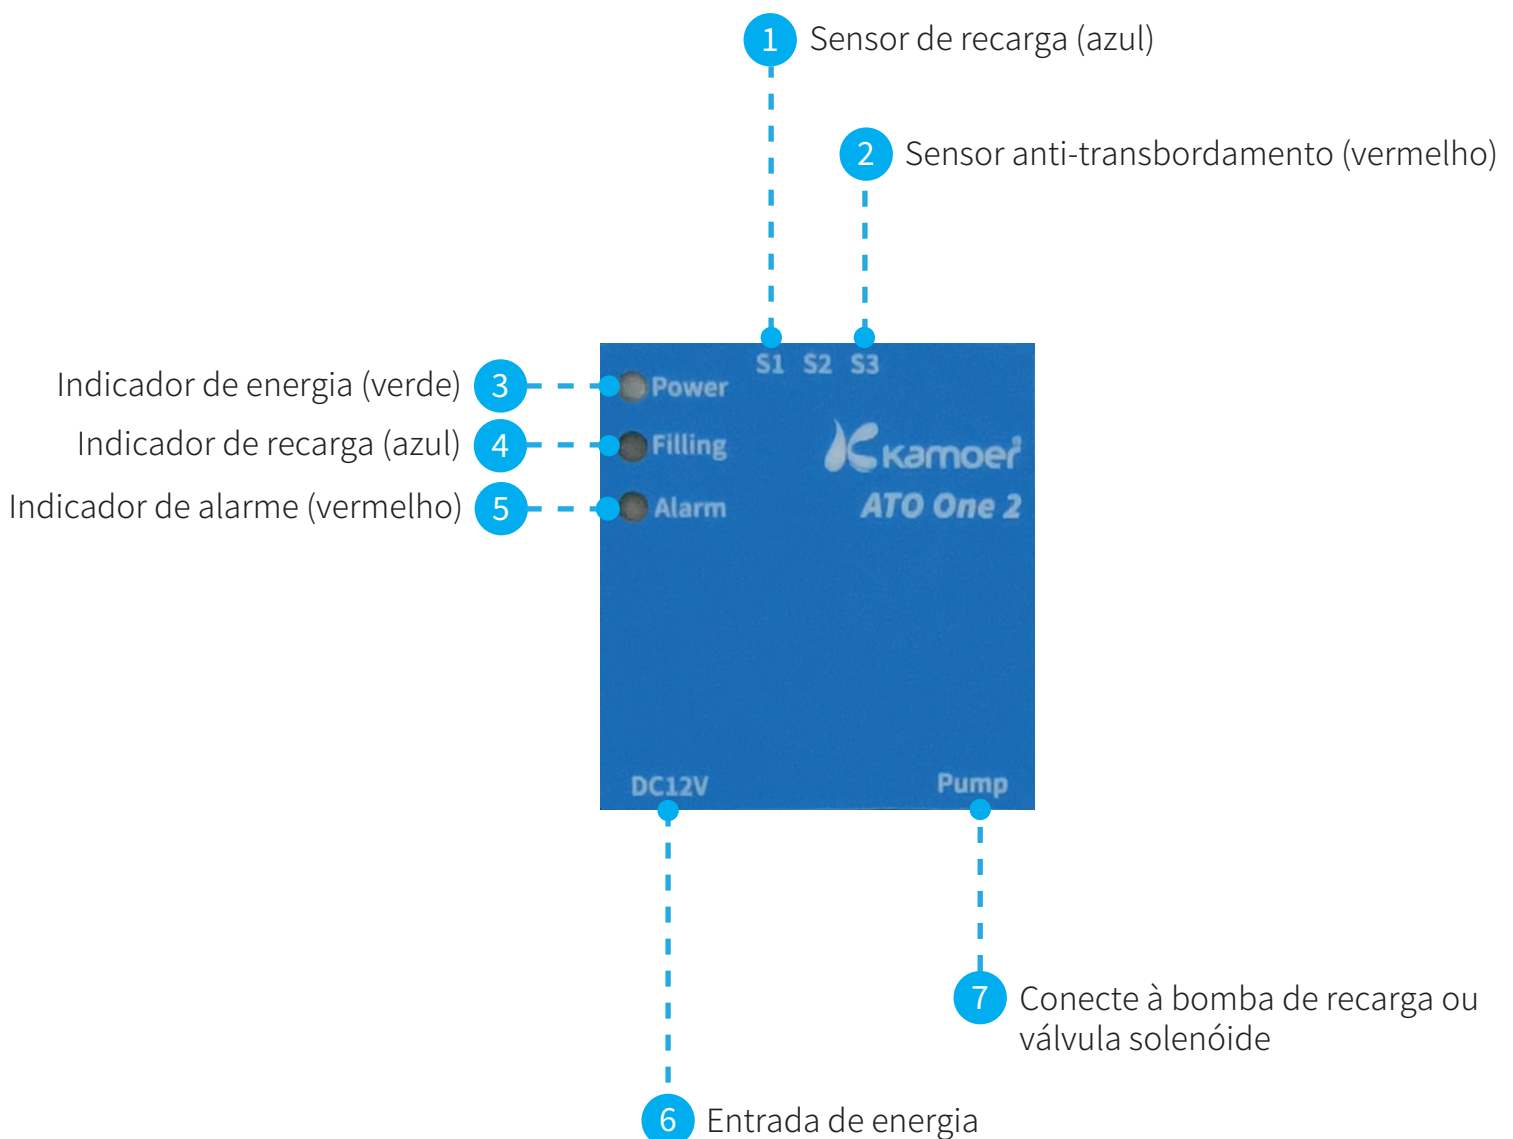 1 Sensor de recarga (azul)
2 Sensor anti-transbordamento (vermelho)
S1 S2 S3
Indicador de energia (verde) 3 Power
Indicador de recarga (azul) 4 Filling
kamoer
Indicador de alarme (vermelho) 5 Alarm
ATO One 2
DC12V Pump
7 Conecte à bomba de recarga ou
válvula solenóide
6 Entrada de energia